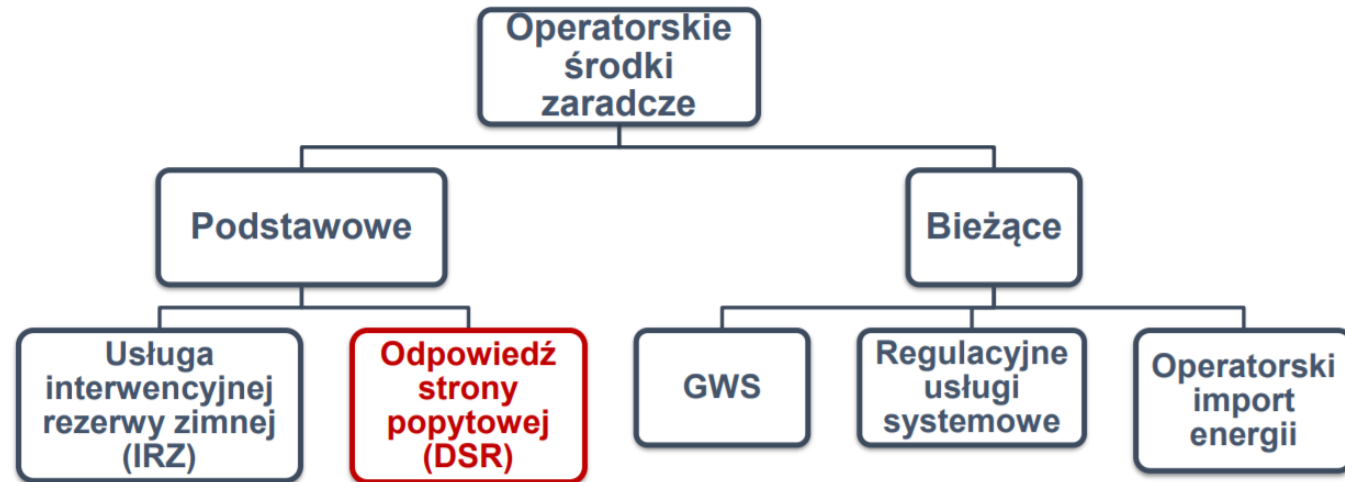 Operatorskie
środki
zaradcze
Podstawowe
Bieżące
Usługa
interwencyjnej
rezerwy zimnej
(IRZ)
Odpowiedź
strony
popytowej
(DSR)
GWS
Regulacyjne
usługi
systemowe
Operatorski
import
energii